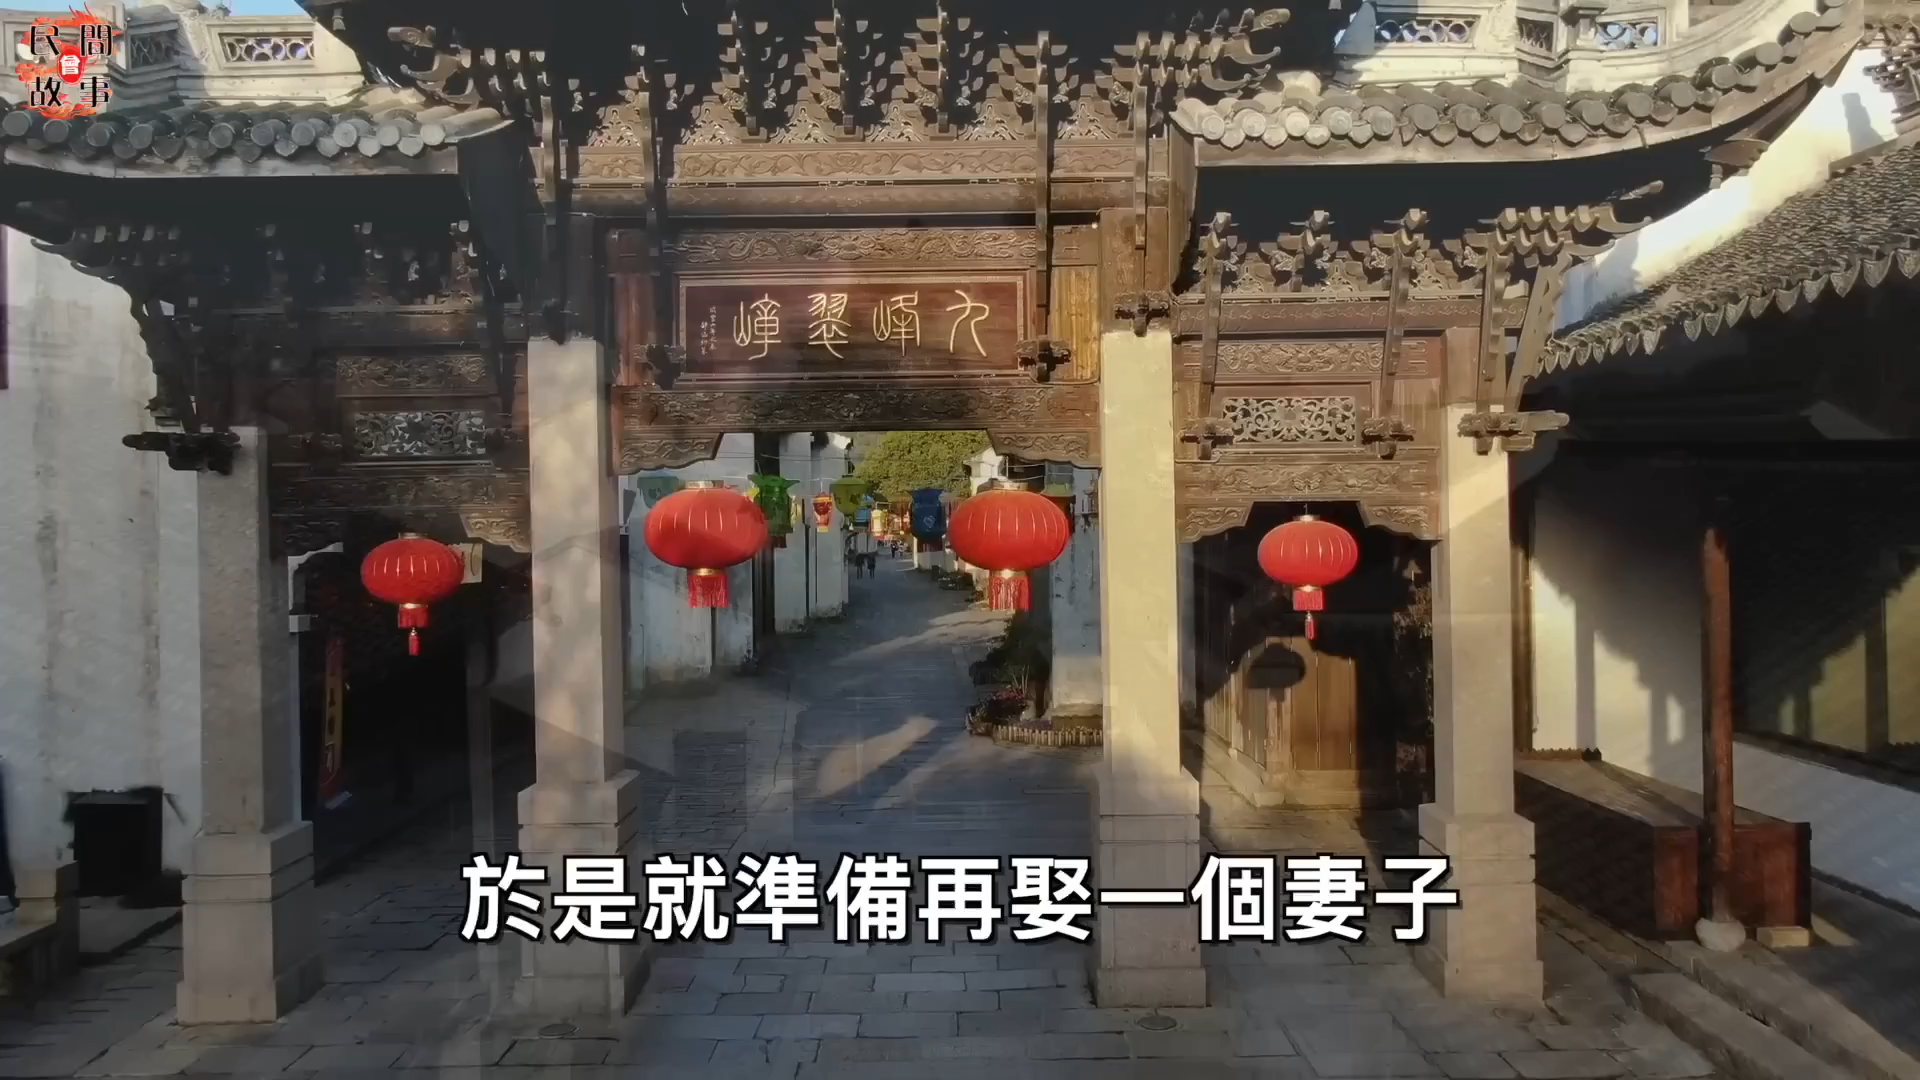 民間
會
故事
九峰翠嶂
於是就準備再娶一個妻子